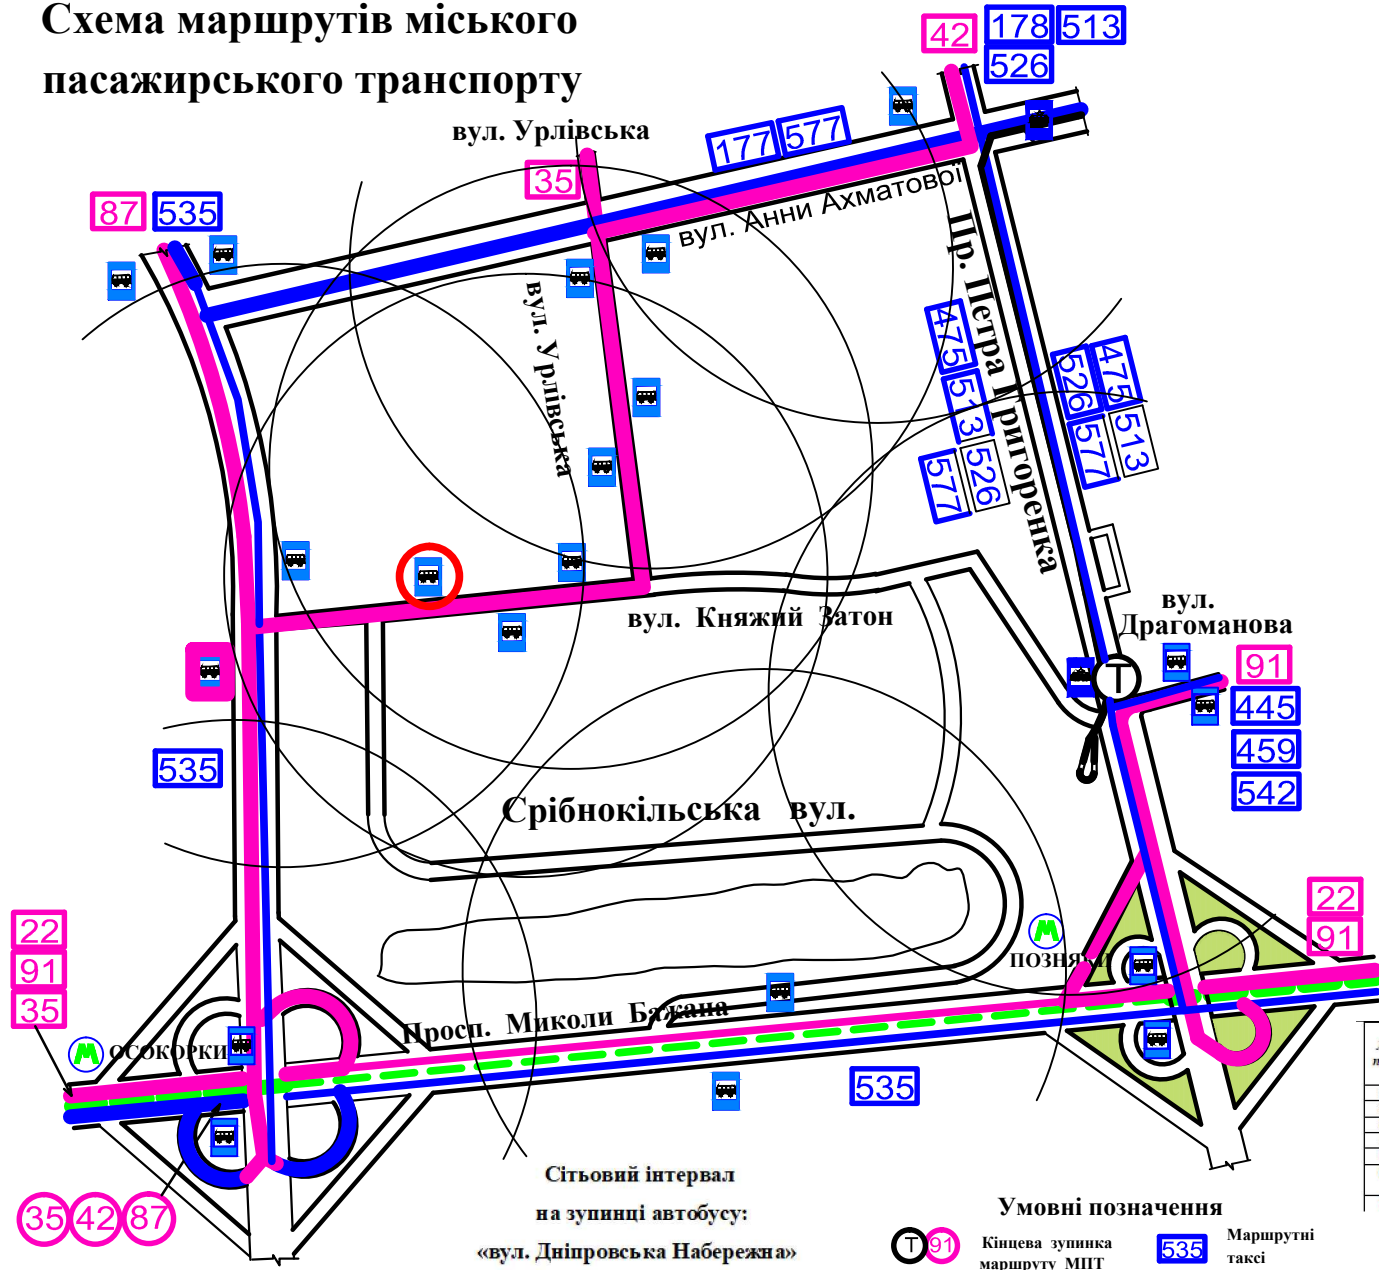 Схема маршрутів міського
пасажирського транспорту
42
178
513
526
вул. Урлівська
177
577
35
87
535
вул. Анни Ахматової
Пр. Петра Григоренка
вул. Урлівська
475
513
526
577
475
526
513
577
вул. Княжий Затон
вул.
Драгоманова
Т
91
445
459
542
535
Срібнокільська вул.
22
91
35
22
91
М
ПОЗНЯКИ
Просп. Миколи Бажана
М
ОСОКОРКИ
535
35
42
87
Сітьовий інтервал
на зупинці автобусу:
«вул. Дніпровська Набережна»
Умовні позначення
Т
91
Кінцева зупинка
маршруту МПТ
535
Маршрутні
таксі